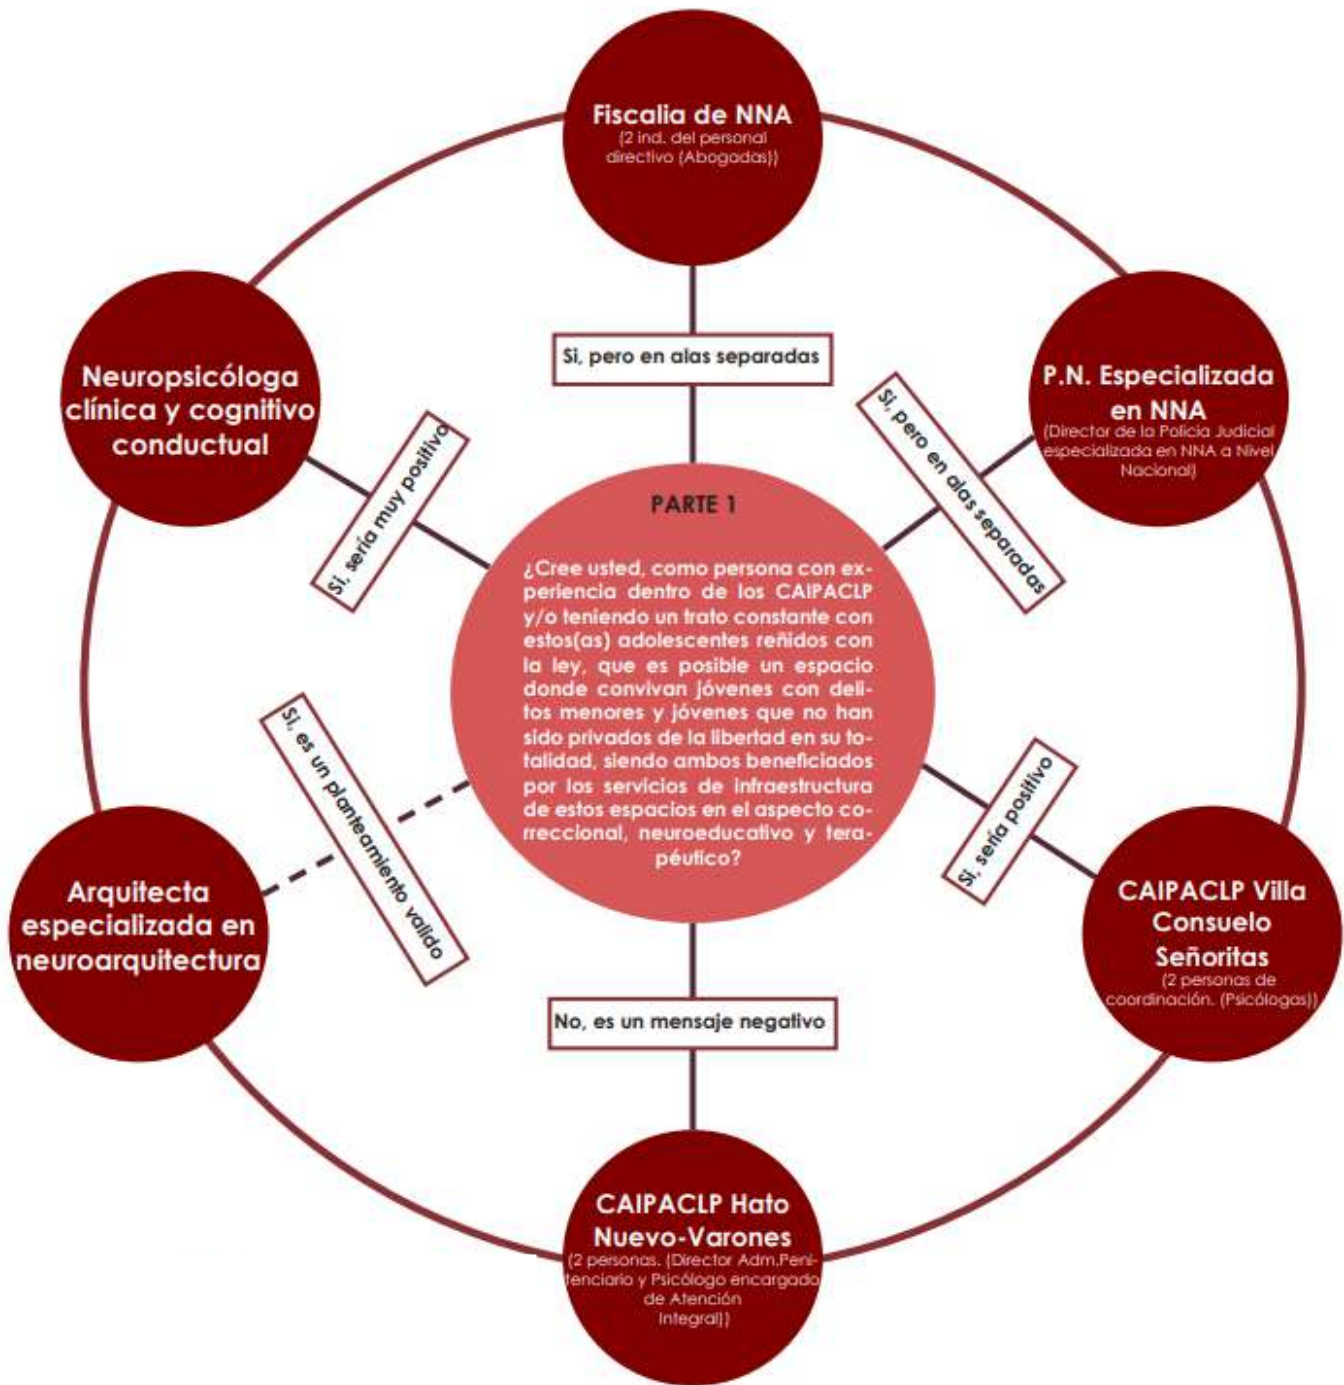 Fiscalia de NNA
(2 ind. del personal
directivo (Abogadas))
Si, pero en alas separadas
P.N. Especializada
en NNA
(Director de la Policia Judicial
especializada en NNA a Nivel
Nacional)
Si, pero en alas separadas
Neuropsicóloga
clínica y cognitivo
conductual
Si, sería muy positivo
PARTE 1
¿Cree usted, como persona con ex-
periencia dentro de los CAIPACLP
y/o teniendo un trato constante con
estos(as) adolescentes reñidos con
la ley, que es posible un espacio
donde convivan jóvenes con deli-
tos menores y jóvenes que no han
sido privados de la libertad en su to-
talidad, siendo ambos beneficiados
por los servicios de infraestructura
de estos espacios en el aspecto co-
rreccional, neuroeducativo y tera-
péutico?
Si, sería positivo
CAIPACLP Villa
Consuelo
Señoritas
(2 personas de
coordinación. (Psicólogas))
Si, es un planteamiento valido
Arquitecta
especializada en
neuroarquitectura
No, es un mensaje negativo
CAIPACLP Hato
Nuevo-Varones
(2 personas. (Director Adm.Peni-
tenciario y Psicólogo encargado
de Atención
Integral))